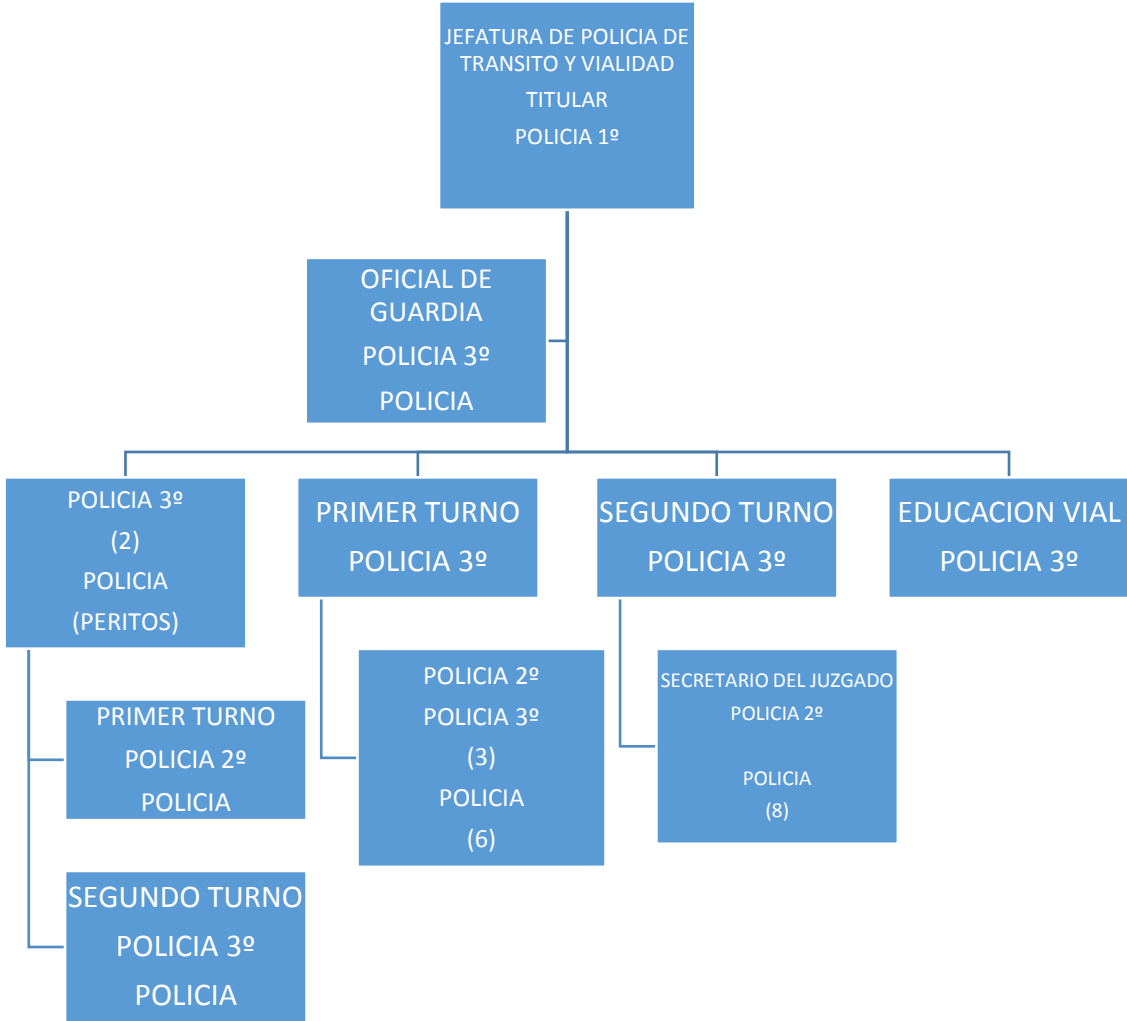 JEFATURA DE POLICIA DE
TRANSITO Y VIALIDAD
TITULAR
POLICIA 1º
OFICIAL DE
GUARDIA
POLICIA 3º
POLICIA
POLICIA 3º
(2)
POLICIA
(PERITOS)
PRIMER TURNO
POLICIA 2º
POLICIA
SEGUNDO TURNO
POLICIA 3º
POLICIA
PRIMER TURNO
POLICIA 3º
POLICIA 2º
POLICIA 3º
(3)
POLICIA
(6)
SEGUNDO TURNO
POLICIA 3º
SECRETARIO DEL JUZGADO
POLICIA 2º
POLICIA
(8)
EDUCACION VIAL
POLICIA 3º